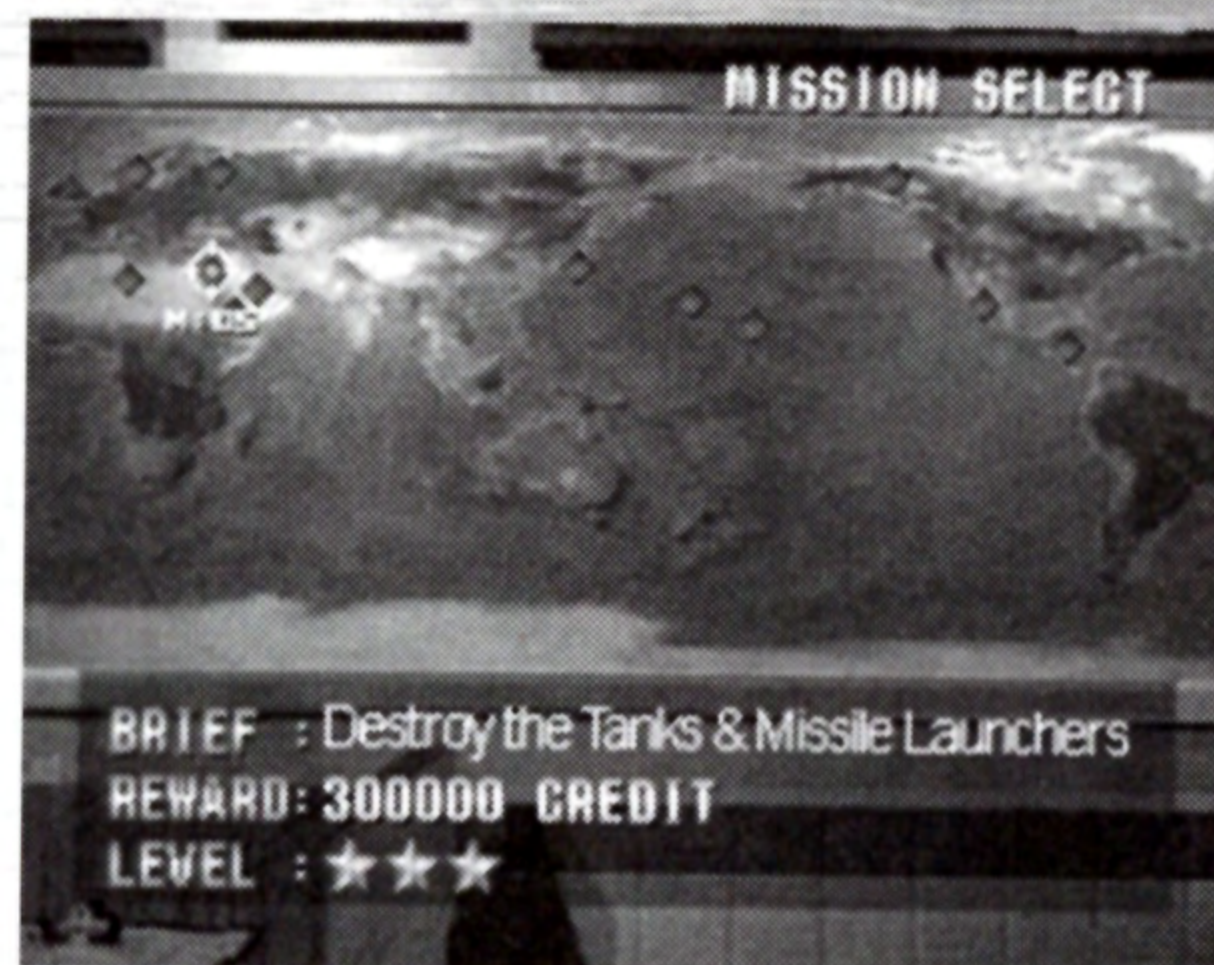 MISSION SELECT
BRIEF : Destroy the Tanks & Missile Launchers
REWARD: 300000 CREDIT
LEVEL : ★★★